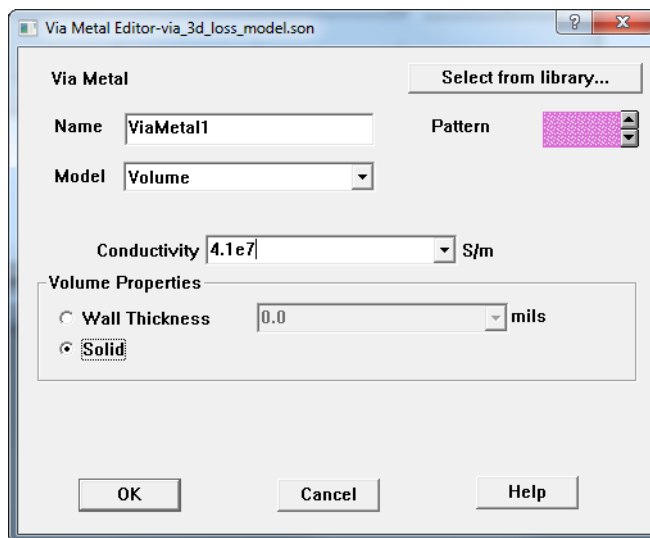 Via Metal Editor-via_3d_loss_model.son
Via Metal
Select from library...
Name ViaMetal1 Pattern
Model Volume
Conductivity 4.1e7 S/m
Volume Properties
Wall Thickness 0.0 mils
Solid
OK Cancel Help